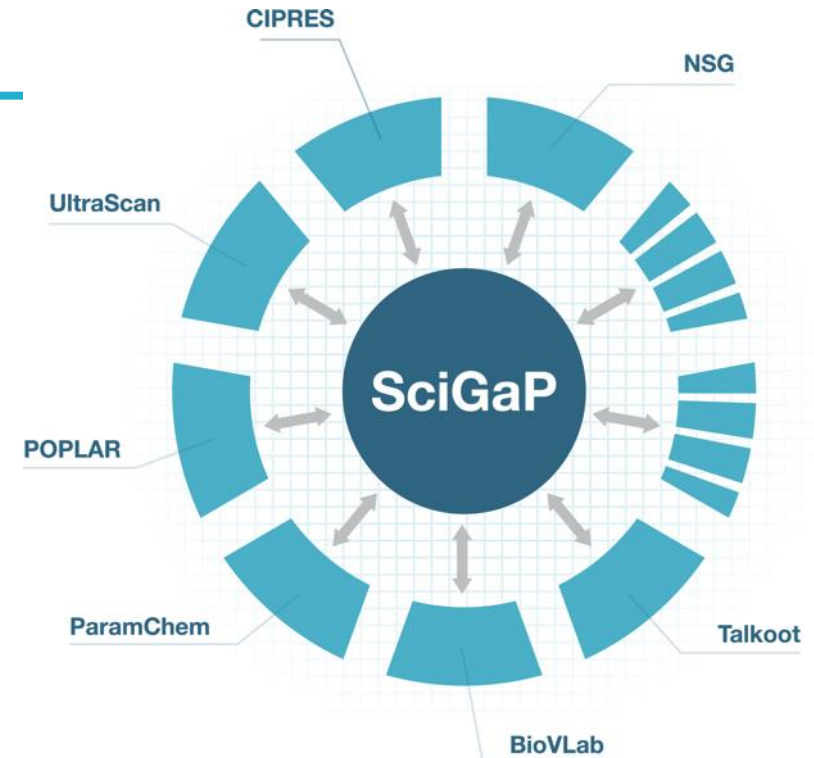 CIPRES
NSG
UltraScan
SciGaP
POPLAR
ParamChem
Talkoot
BioVLab